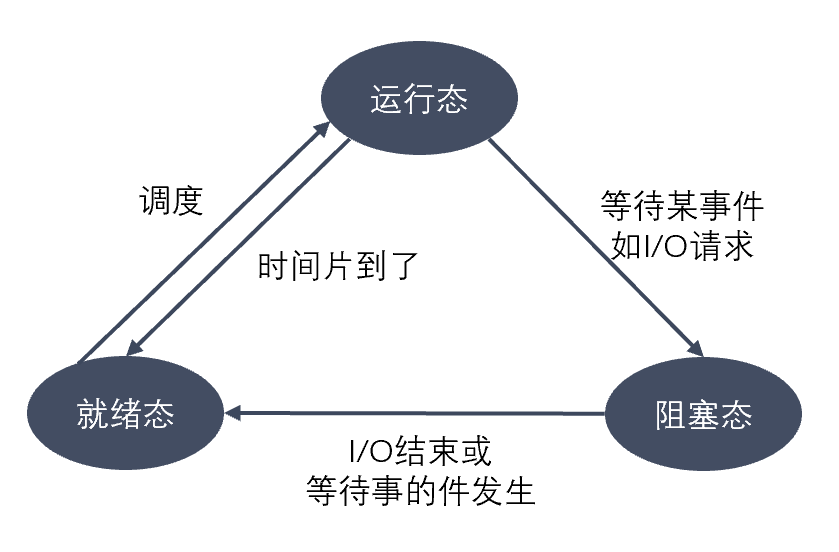 运行态
调度
等待某事件
如I/O请求
时间片到了
就绪态
阻塞态
I/O结束或
等待事的件发生